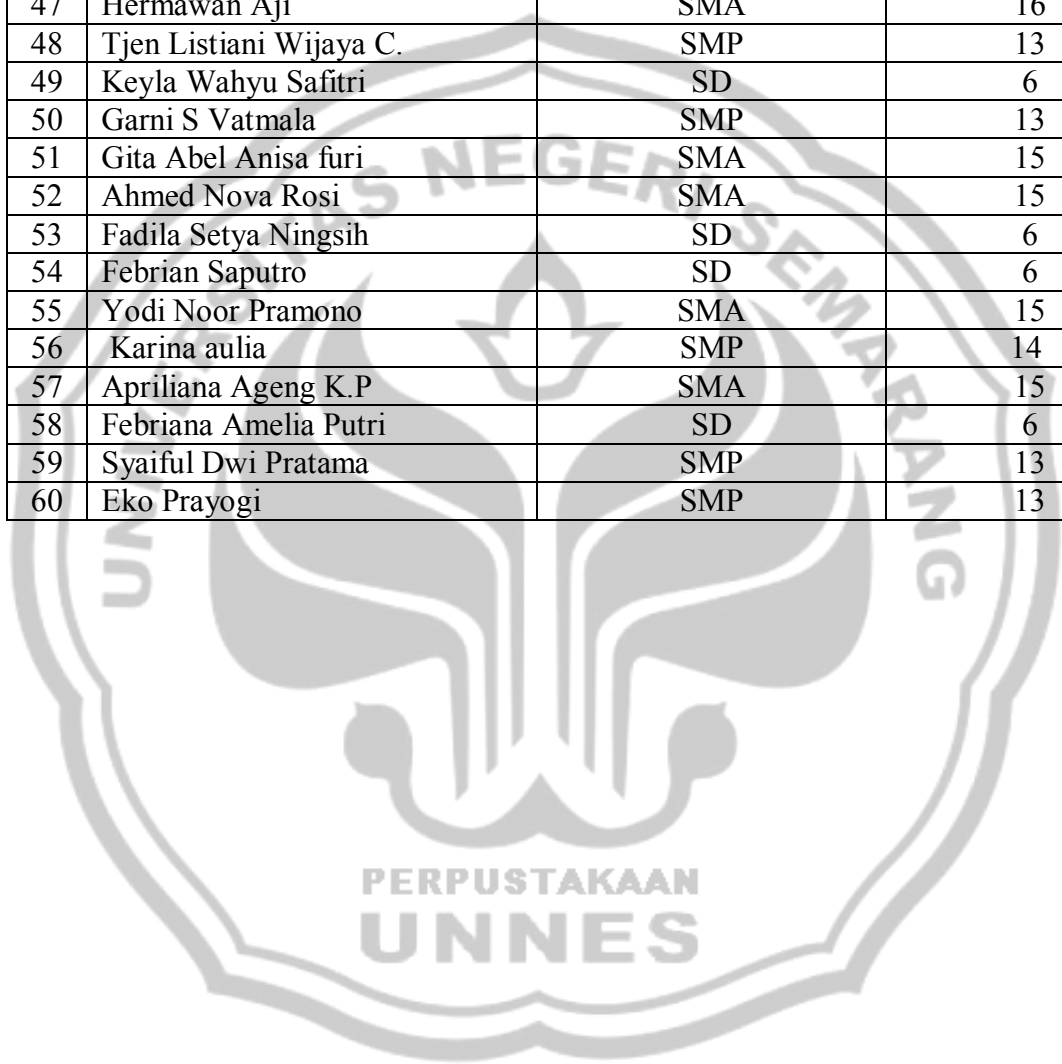 47 Hermawan Aji SMA 16
48 Tjen Listiani Wijaya C. SMP 13
49 Keyla Wahyu Safitri SD 6
50 Garni S Vatmala SMP 13
51 Gita Abel Anisa furi SMA 15
52 Ahmed Nova Rosi SMA 15
53 Fadila Setya Ningsih SD 6
54 Febrian Saputro SD 6
55 Yodi Noor Pramono SMA 15
56 Karina aulia SMP 14
57 Apriliana Ageng K.P SMA 15
58 Febriana Amelia Putri SD 6
59 Syaiful Dwi Pratama SMP 13
60 Eko Prayogi SMP 13
UNIVERSITAS NEGERI SEMARANG
PERPUSTAKAAN
UNNES